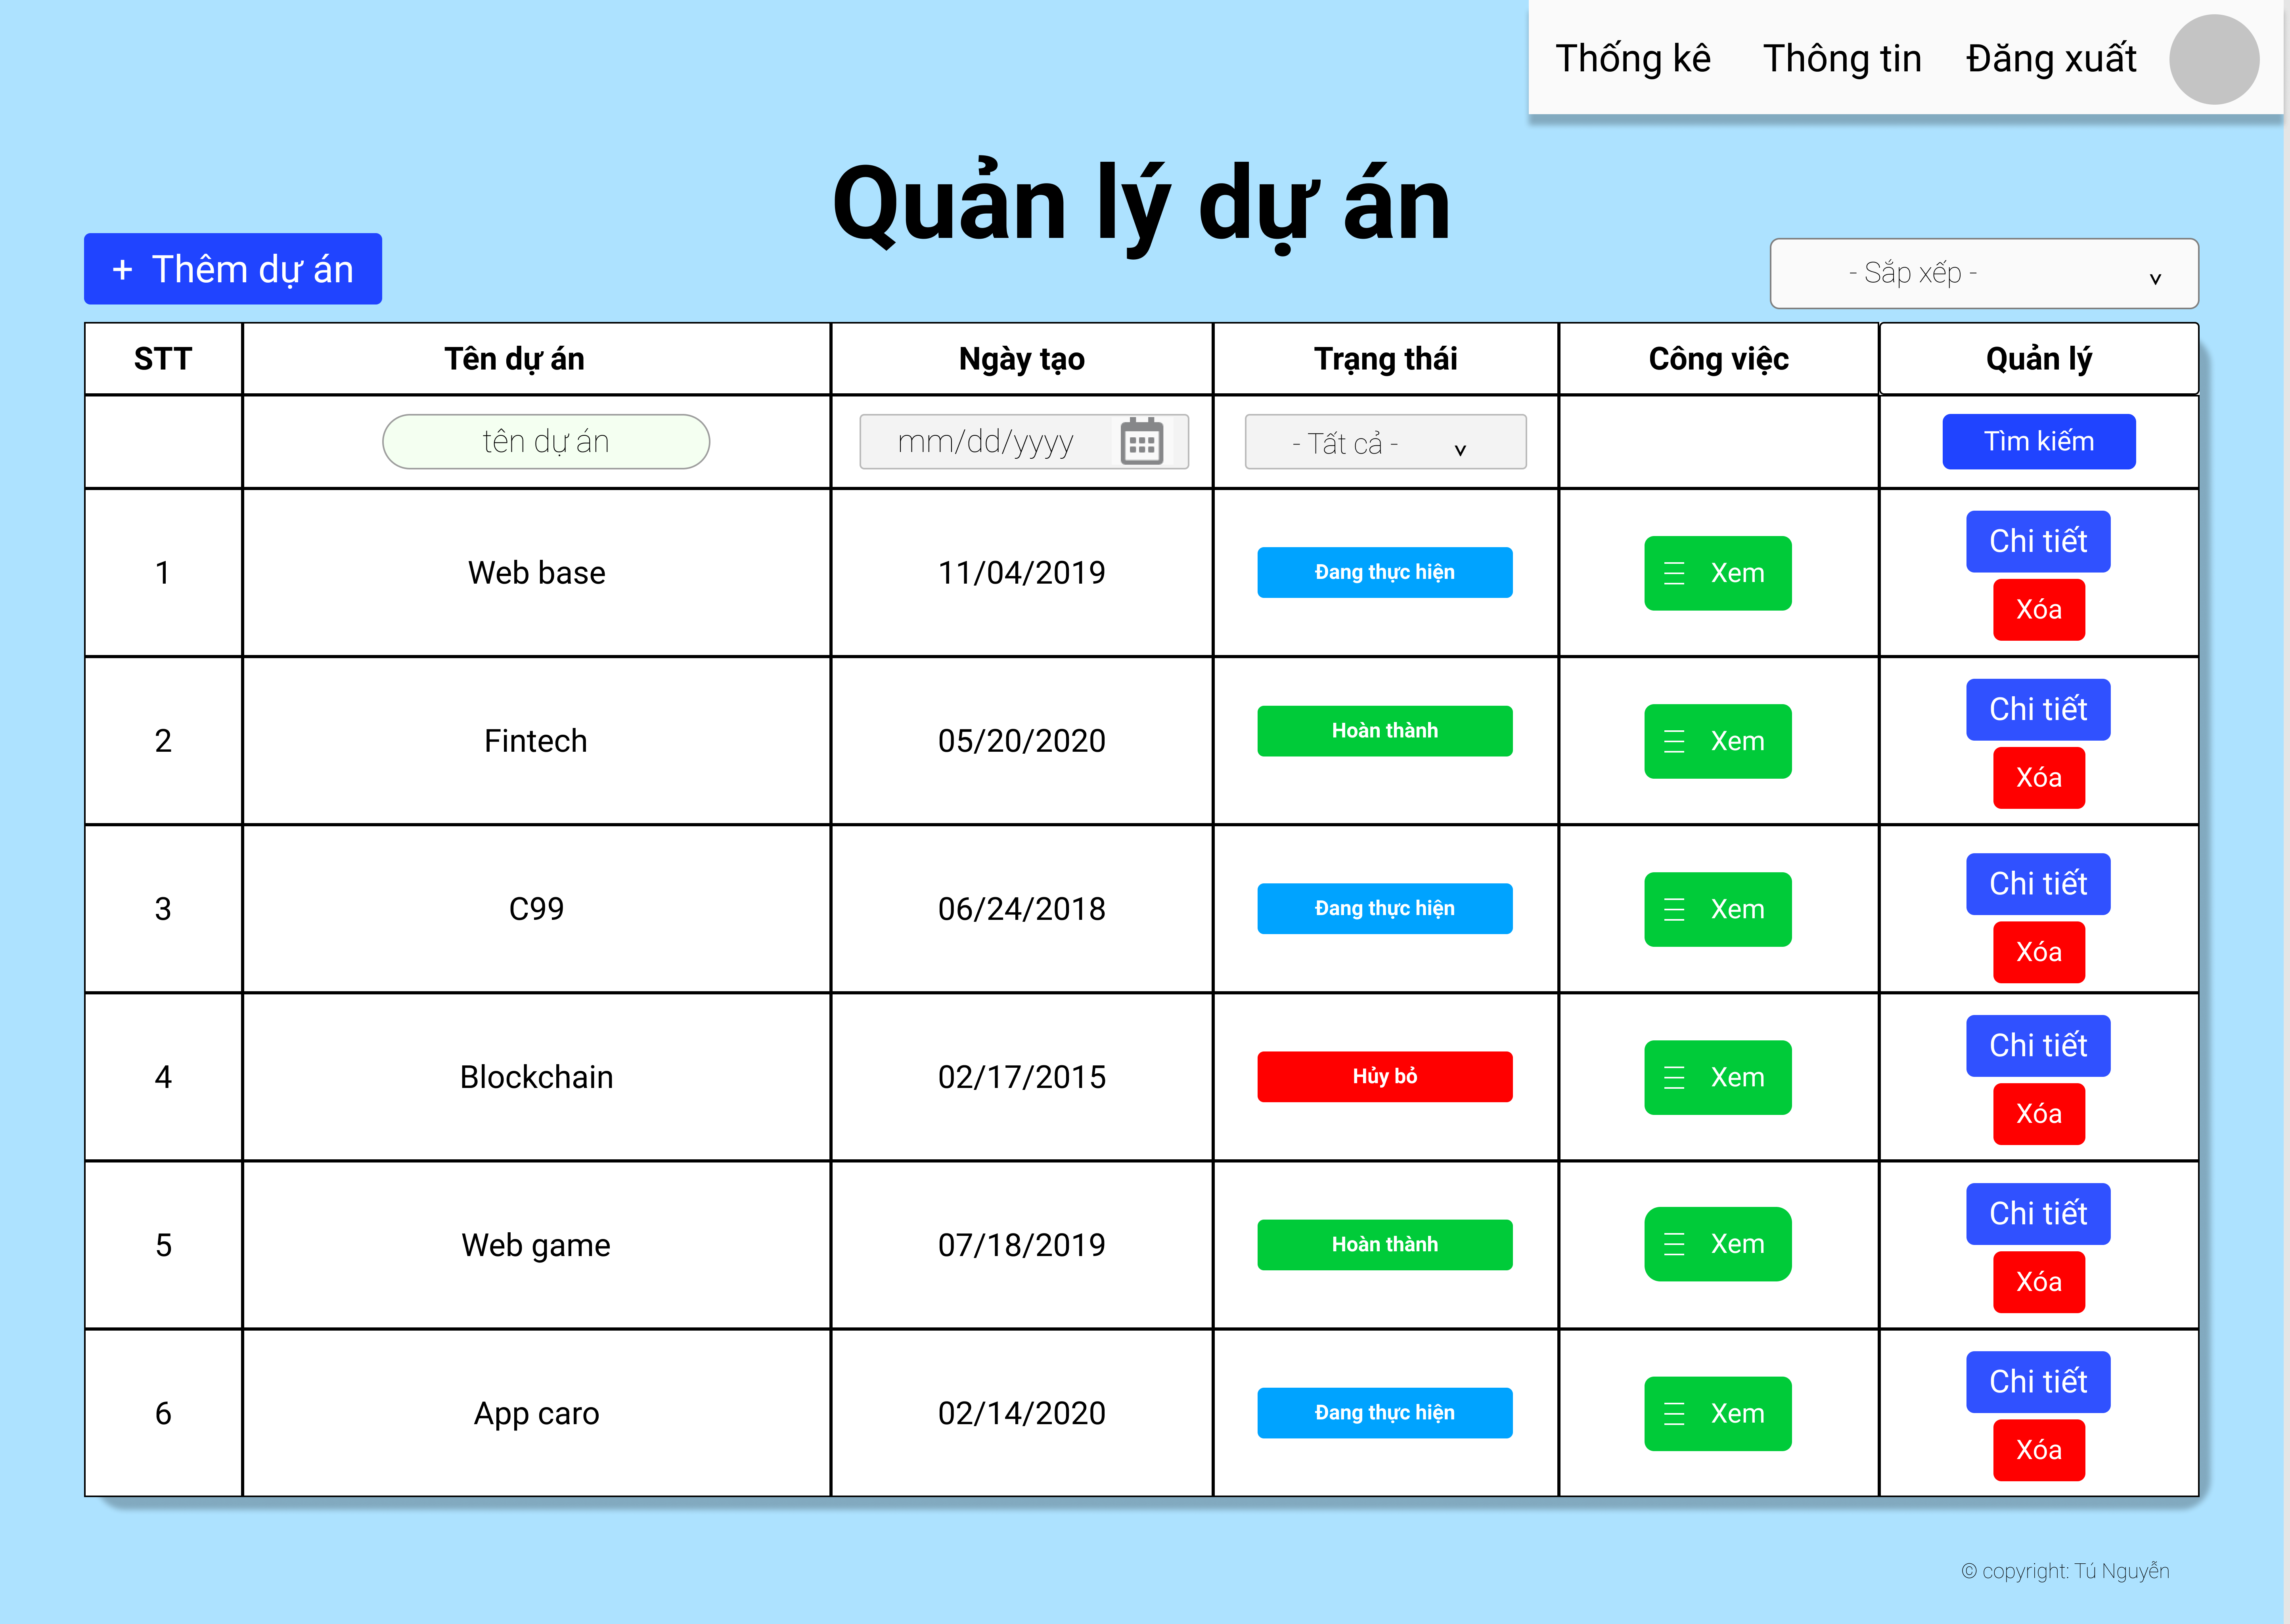 Thống kê Thông tin Đăng xuất
Quản lý dự án
+ Thêm dự án
- Sắp xếp - v
STT Tên dự án Ngày tạo Trạng thái Công việc Quản lý
tên dự án mm/dd/yyyy - Tất cả - v Tìm kiếm
1 Web base 11/04/2019 Đang thực hiện Xem Chi tiết
Xóa
2 Fintech 05/20/2020 Hoàn thành Xem Chi tiết
Xóa
3 C99 06/24/2018 Đang thực hiện Xem Chi tiết
Xóa
4 Blockchain 02/17/2015 Hủy bỏ Xem Chi tiết
Xóa
5 Web game 07/18/2019 Hoàn thành Xem Chi tiết
Xóa
6 App caro 02/14/2020 Đang thực hiện Xem Chi tiết
Xóa
© copyright: Tú Nguyễn